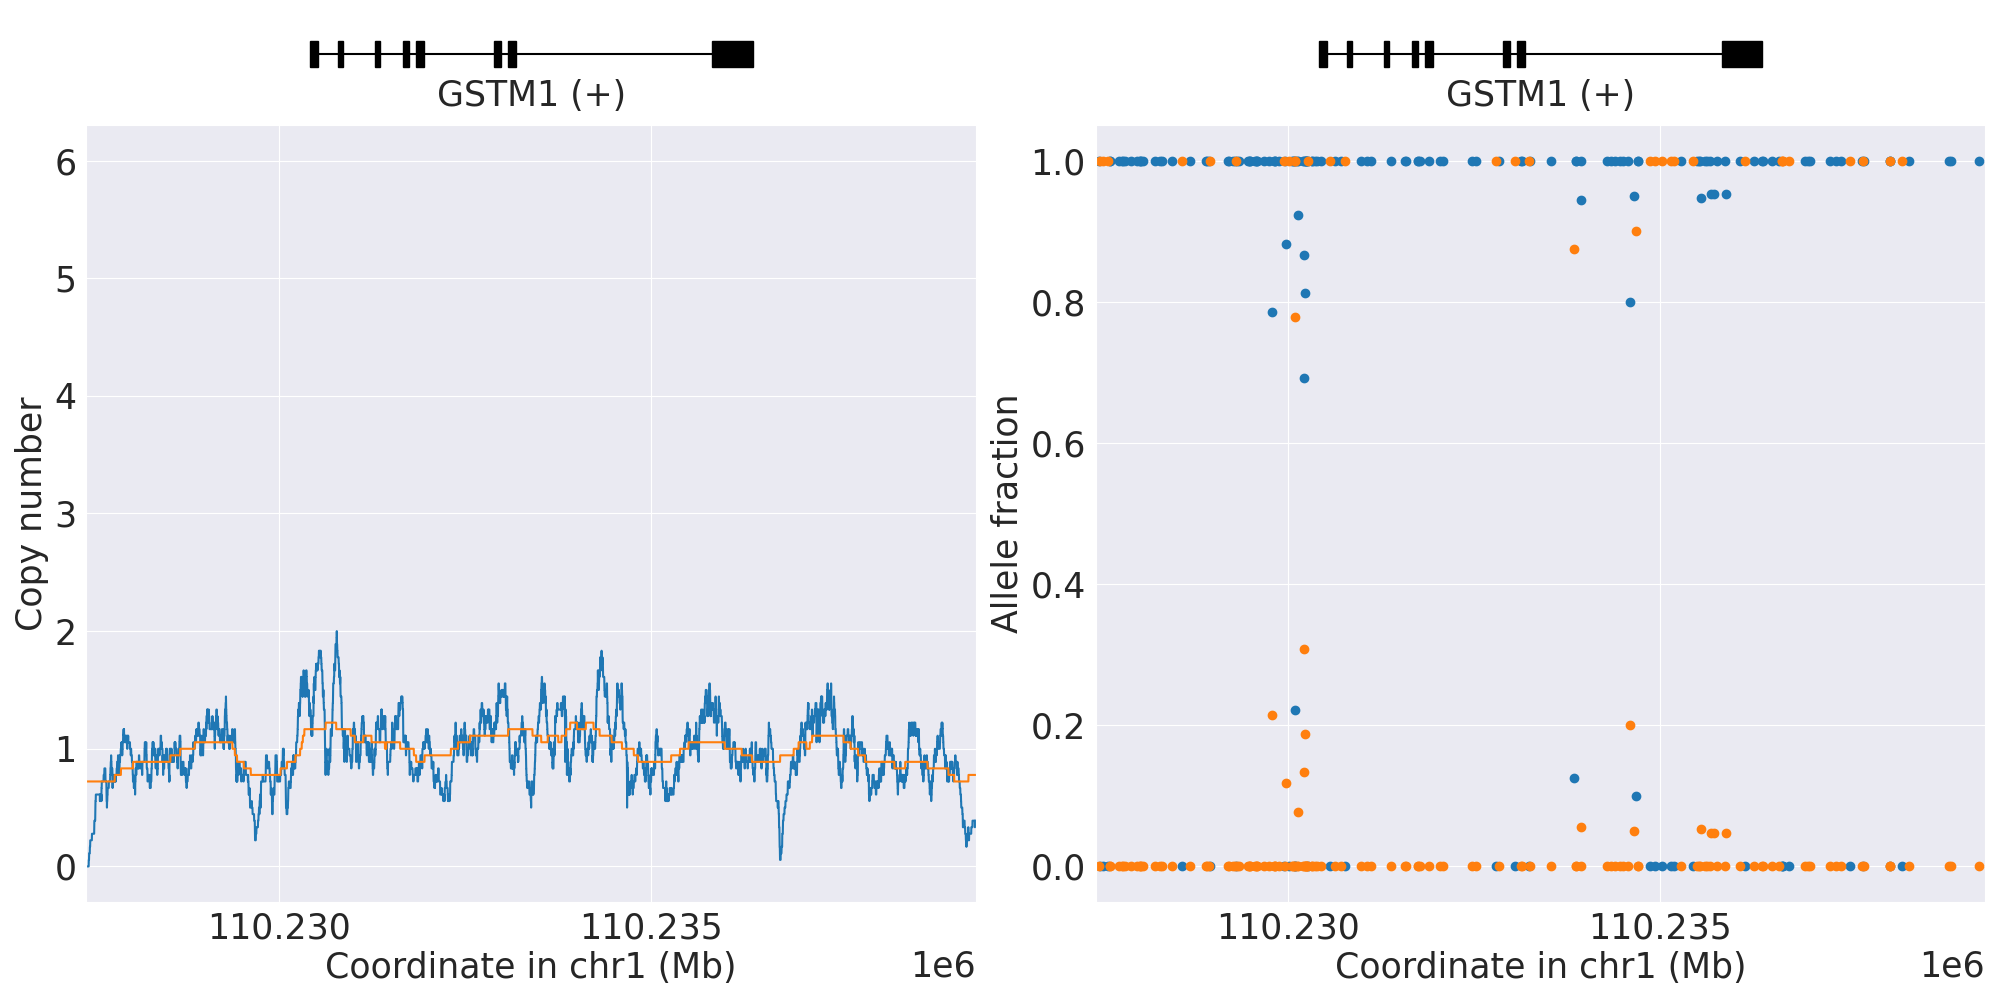 GSTM1 (+)
6
5
4
3
2
1
0
Copy number
110.230
110.235
Coordinate in chr1 (Mb)
1e6
GSTM1 (+)
1.0
0.8
0.6
0.4
0.2
0.0
Allele fraction
110.230
110.235
Coordinate in chr1 (Mb)
1e6